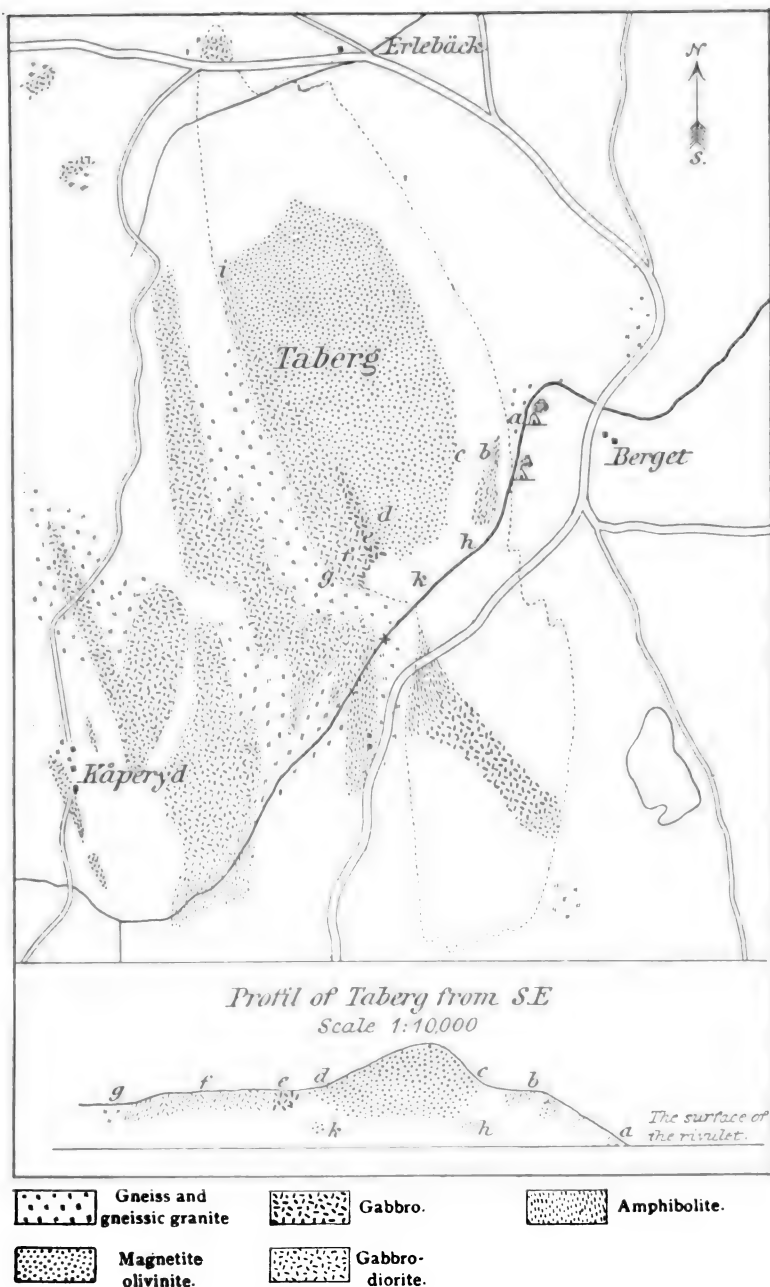 Erlebäck
N
S.
i
Taberg
a
c b
Berget
d
e
h
f
g
k
Kåperyd
Profil of Taberg from S.E
Scale 1:10,000
g f e d c b
k h a The surface of
the rivulet.
Gneiss and
gneissic granite
Gabbro.
Amphibolite.
Magnetite
olivinite.
Gabbro-
diorite.